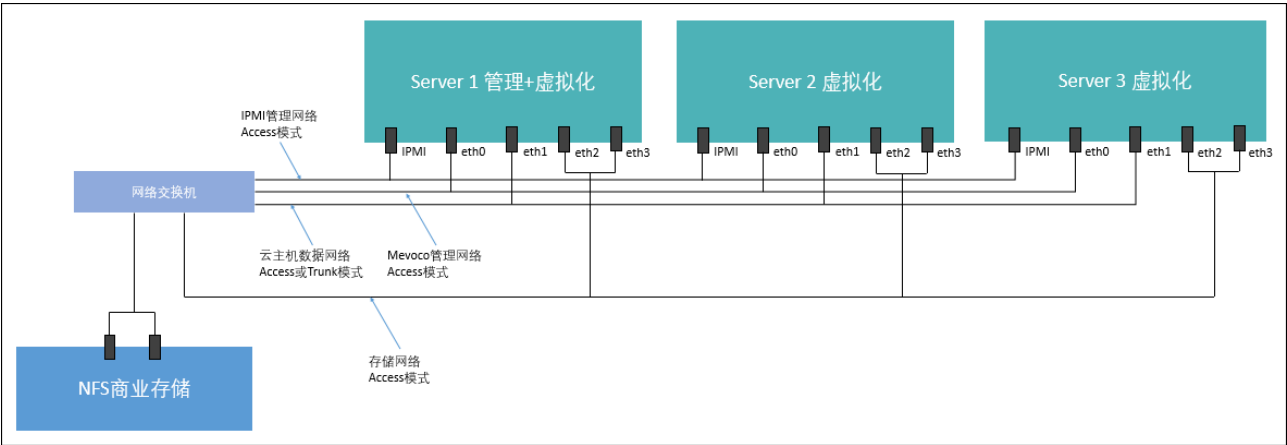 Server 1 管理+虚拟化
Server 2 虚拟化
Server 3 虚拟化
IPMI管理网络
Access模式
IPMI
eth0
eth1
eth2
eth3
IPMI
eth0
eth1
eth2
eth3
IPMI
eth0
eth1
eth2
eth3
网络交换机
云主机数据网络
Access或Trunk模式
Mevoco管理网络
Access模式
存储网络
Access模式
NFS商业存储